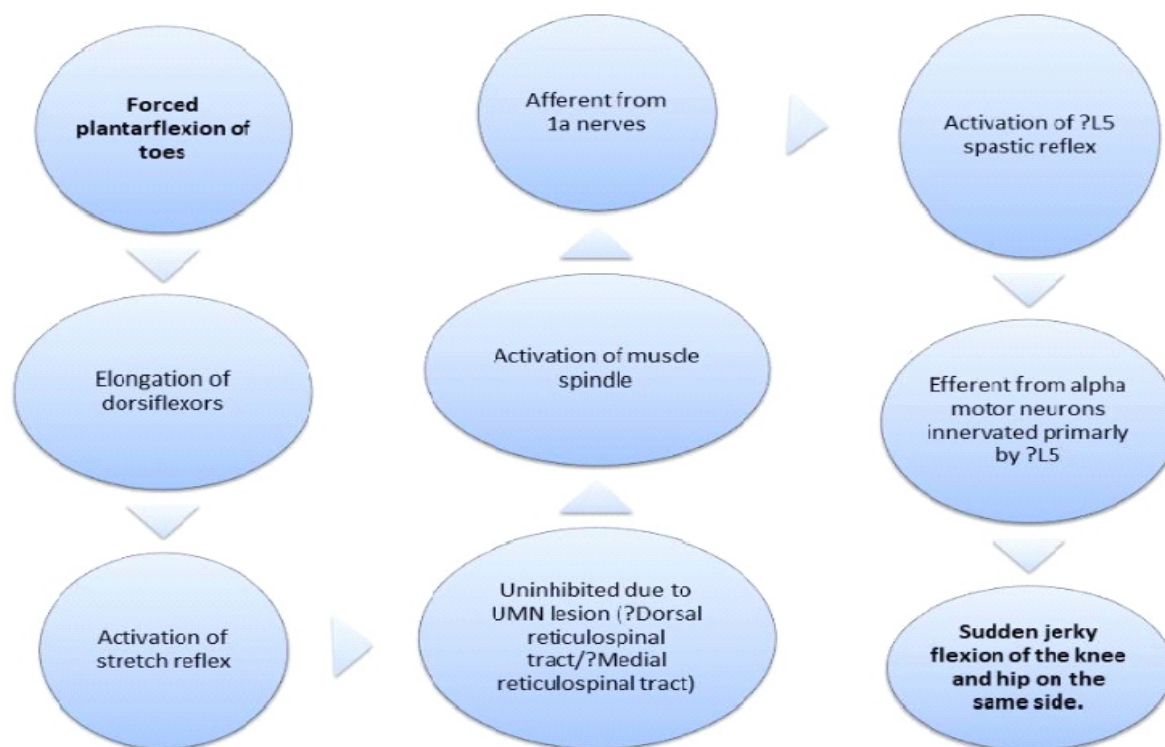 Forced
plantarflexion of
toes
Elongation of
dorsiflexors
Activation of
stretch reflex
Uninhibited due to
UMN lesion (?Dorsal
reticulospinal
tract/?Medial
reticulospinal tract)
Activation of muscle
spindle
Afferent from
1a nerves
Activation of ?L5
spastic reflex
Efferent from alpha
motor neurons
innervated primarly
by ?L5
Sudden jerky
flexion of the knee
and hip on the
same side.